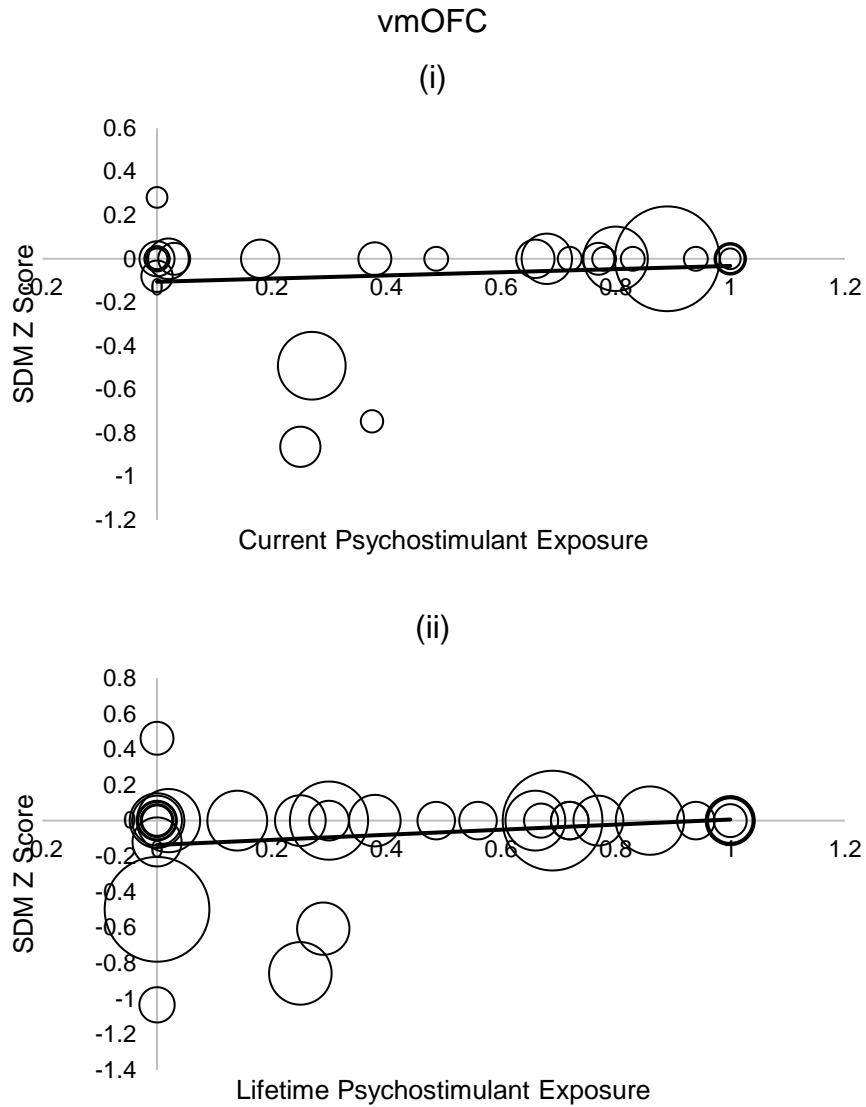 vmOFC
(i)
0.6
0.4
0.2
0
-0.2
-0.4
-0.6
-0.8
-1
-1.2
0.2 0 0.2 0.4 0.6 0.8 1 1.2
SDM Z Score
Current Psychostimulant Exposure
(ii)
0.8
0.6
0.4
0.2
0
-0.2
-0.4
-0.6
-0.8
-1
-1.2
-1.4
0.2 0 0.2 0.4 0.6 0.8 1 1.2
SDM Z Score
Lifetime Psychostimulant Exposure